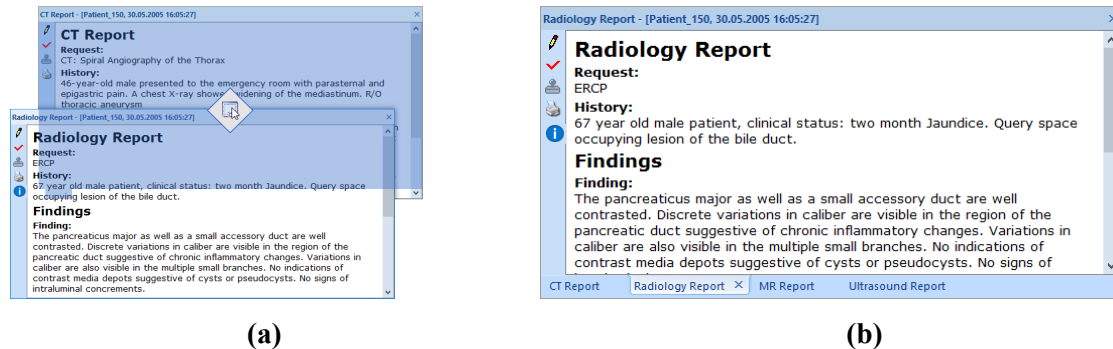 CT Report - [Patient_150, 30.05.2005 16:05:27]
CT Report
Request:
CT: Spiral Angiography of the Thorax
History:
46-year-old male presented to the emergency room with parasternal and
epigastric pain. A chest X-ray showe widening of the mediastinum. R/O
thoracic aneurysm
Radiology Report - [Patient_150, 30.05.2005 16:05:27]
Radiology Report
Request:
ERCP
History:
67 year old male patient, clinical status: two month Jaundice. Query space
occupying lesion of the bile duct.
Findings
Finding:
The pancreaticus major as well as a small accessory duct are well
contrasted. Discrete variations in caliber are visible in the region of the
pancreatic duct suggestive of chronic inflammatory changes. Variations in
caliber are also visible in the multiple small branches. No indications of
contrast media depots suggestive of cysts or pseudocysts. No signs of
intraluminal concrements.
(a)
Radiology Report - [Patient_150, 30.05.2005 16:05:27]
Radiology Report
Request:
ERCP
History:
67 year old male patient, clinical status: two month Jaundice. Query space
occupying lesion of the bile duct.
Findings
Finding:
The pancreaticus major as well as a small accessory duct are well
contrasted. Discrete variations in caliber are visible in the region of the
pancreatic duct suggestive of chronic inflammatory changes. Variations in
caliber are also visible in the multiple small branches. No indications of
contrast media depots suggestive of cysts or pseudocysts. No signs of
CT Report Radiology Report MR Report Ultrasound Report
(b)